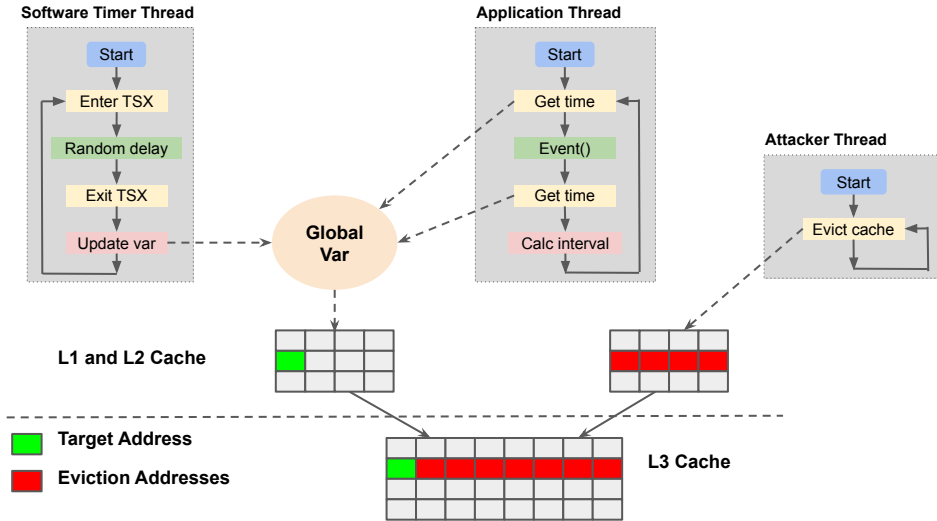 Software Timer Thread
Start
Enter TSX
Random delay
Exit TSX
Update var
Application Thread
Start
Get time
Event()
Get time
Calc interval
Attacker Thread
Start
Evict cache
Global
Var
L1 and L2 Cache
Target Address
Eviction Addresses
L3 Cache